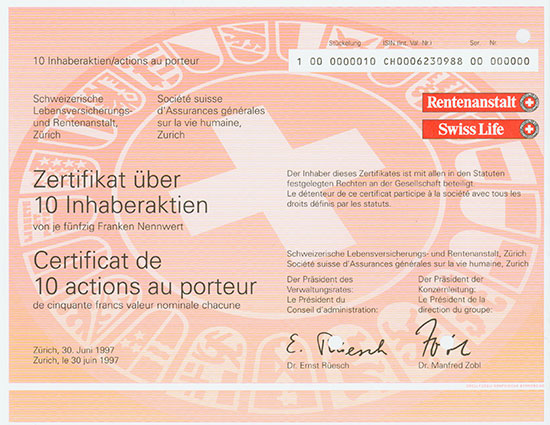 Stückelung ISIN (Int. Val. Nr.) Ser. Nr.
10 Inhaberaktien/actions au porteur
1 00 0000010 CH0006230988 00 000000
Schweizerische
Lebensversicherungs-
und Rentenanstalt,
Zürich
Société suisse
d'Assurances générales
sur la vie humaine,
Zurich
Rentenanstalt
Swiss Life
Zertifikat über
10 Inhaberaktien
von je fünfzig Franken Nennwert
Der Inhaber dieses Zertifikates ist mit allen in den Statuten
festgelegten Rechten an der Gesellschaft beteiligt.
Le détenteur de ce certificat participe à la société avec tous les
droits définis par les statuts.
Certificat de
10 actions au porteur
de cinquante francs valeur nominale chacune
Schweizerische Lebensversicherungs- und Rentenanstalt, Zürich
Société suisse d'Assurances générales sur la vie humaine, Zurich
Der Präsident des
Verwaltungsrates:
Le Président du
Conseil d'administration:
Der Präsident der
Konzernleitung:
Le Président de la
direction du groupe:
E. Rüesch
Zobl
Dr. Ernst Rüesch
Dr. Manfred Zobl
Zürich, 30. Juni 1997
Zurich, le 30 juin 1997